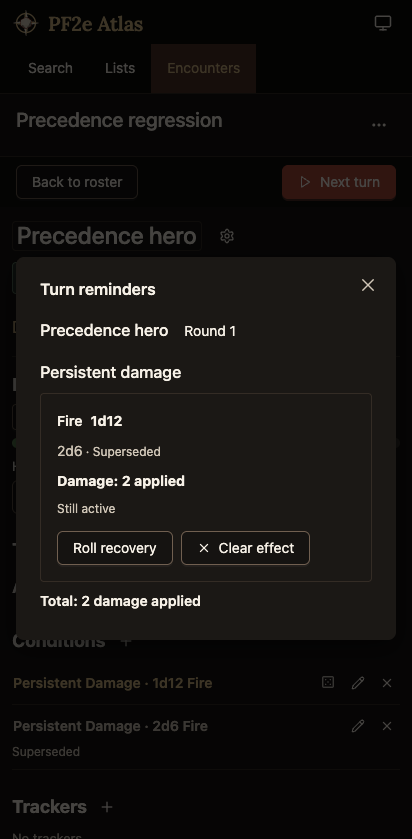 PF2e Atlas
Search Lists Encounters
Precedence regression
...
Back to roster Next turn
Precedence hero
Turn reminders
Precedence hero Round 1
Persistent damage
Fire 1d12
2d6 · Superseded
Damage: 2 applied
Still active
Roll recovery Clear effect
Total: 2 damage applied
Conditions +
Persistent Damage · 1d12 Fire
Persistent Damage · 2d6 Fire
Superseded
Trackers +
No trackers